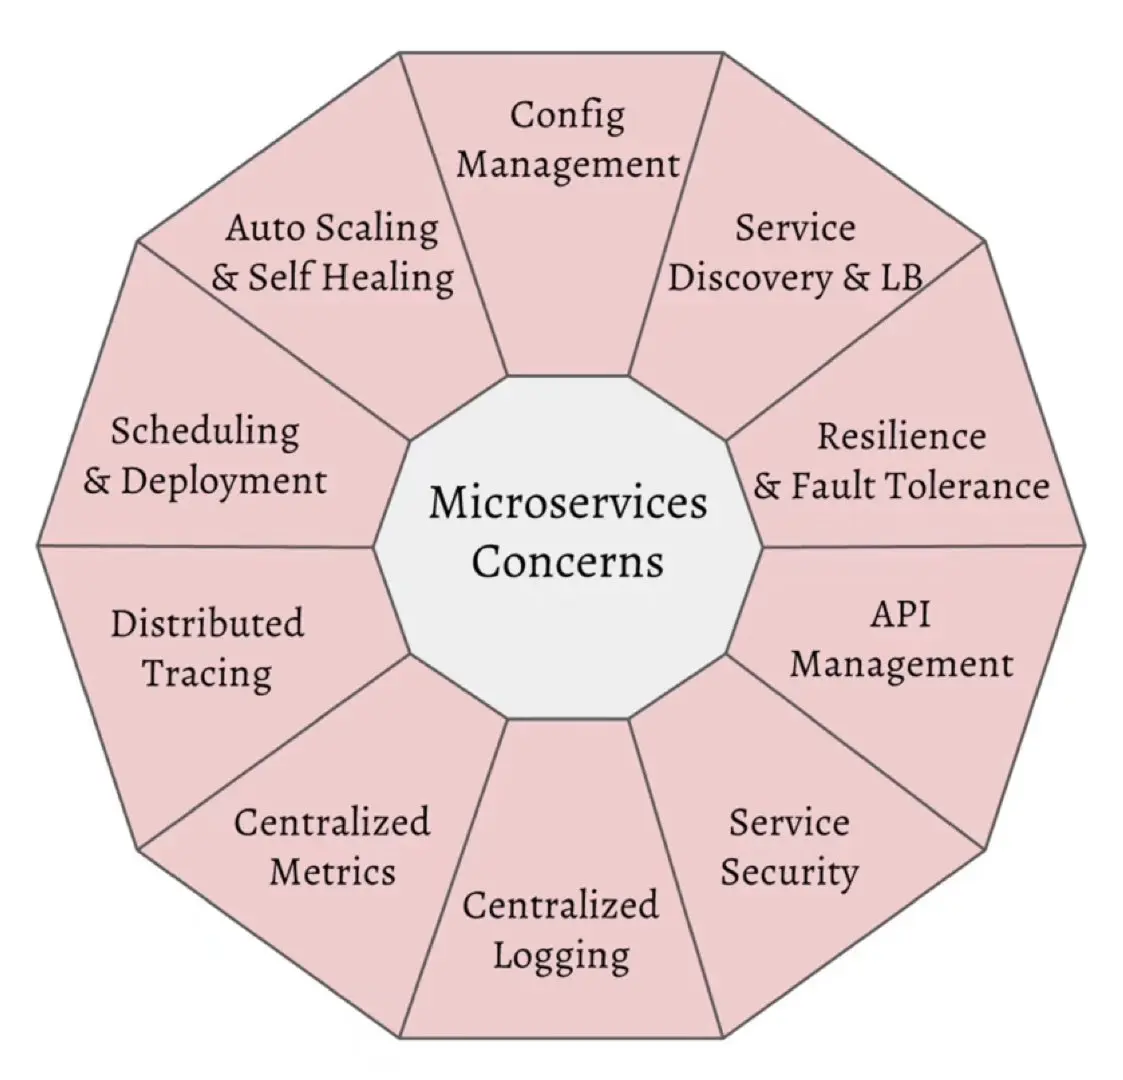 Config
Management
Service
Discovery & LB
Resilience
& Fault Tolerance
API
Management
Service
Security
Centralized
Logging
Centralized
Metrics
Distributed
Tracing
Scheduling
& Deployment
Auto Scaling
& Self Healing
Microservices
Concerns